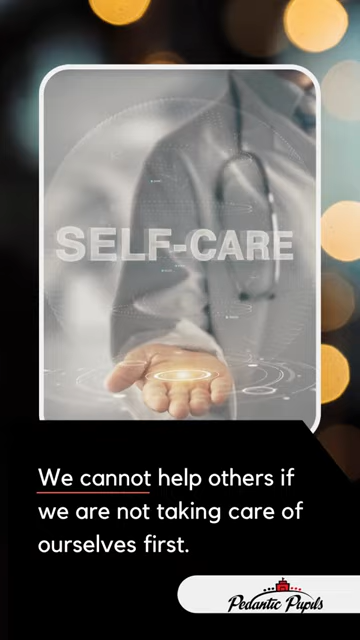 SELF-CARE
We cannot help others if
we are not taking care of
ourselves first.
Pedantic Pupils